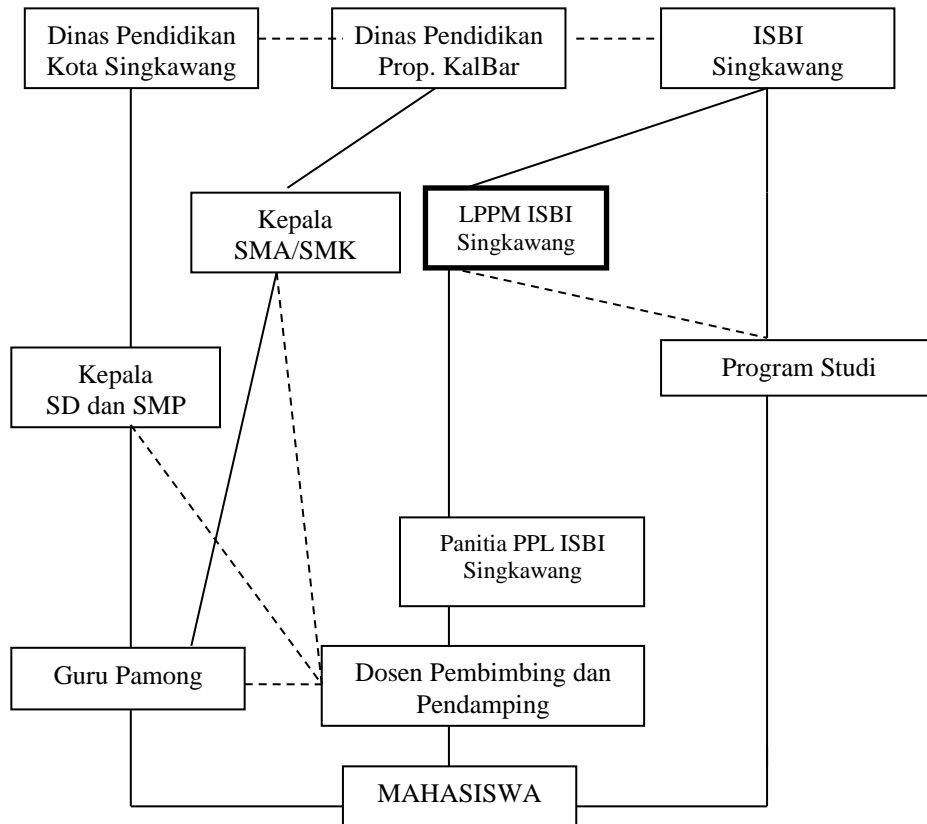 Dinas Pendidikan
Kota Singkawang
Dinas Pendidikan
Prop. KalBar
ISBI
Singkawang
Kepala
SMA/SMK
LPPM ISBI
Singkawang
Kepala
SD dan SMP
Program Studi
Panitia PPL ISBI
Singkawang
Guru Pamong
Dosen Pembimbing dan
Pendamping
MAHASISWA